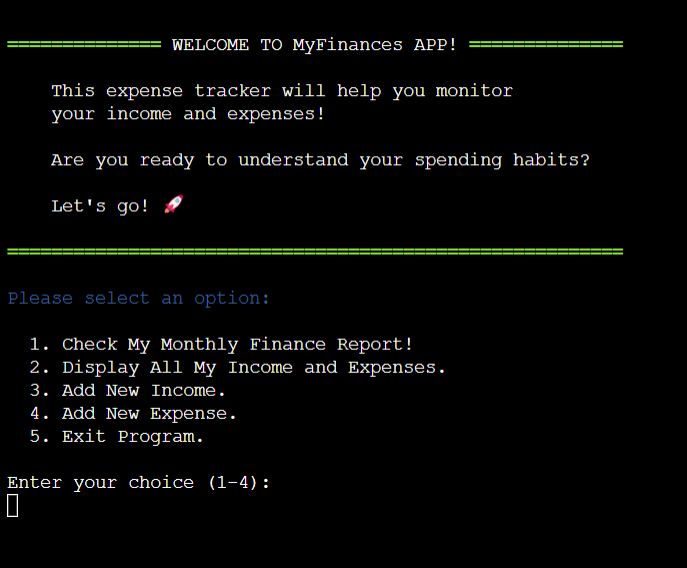 ============== WELCOME TO MyFinances APP! ==============
This expense tracker will help you monitor
your income and expenses!
Are you ready to understand your spending habits?
Let's go! 🚀
========================================================
Please select an option:
1. Check My Monthly Finance Report!
2. Display All My Income and Expenses.
3. Add New Income.
4. Add New Expense.
5. Exit Program.
Enter your choice (1-4):